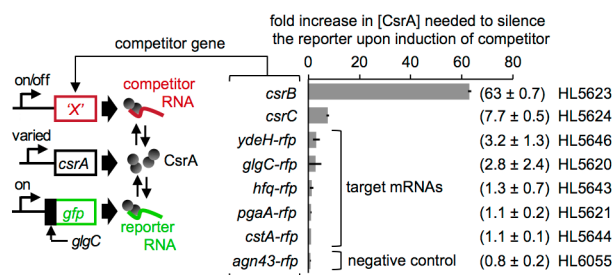 fold increase in [CsrA] needed to silence
the reporter upon induction of competitor
competitor gene
0 20 40 60 80
on/off
'X'
competitor
RNA
varied
csrA
CsrA
on
gfp
glgC
reporter
RNA
csrB (63 ± 0.7) HL5623
csrC (7.7 ± 0.5) HL5624
ydeH-rfp (3.2 ± 1.3) HL5646
glgC-rfp (2.8 ± 2.4) HL5620
hfq-rfp (1.3 ± 0.7) HL5643
target mRNAs
pgaA-rfp (1.1 ± 0.2) HL5621
cstA-rfp (1.1 ± 0.1) HL5644
agn43-rfp negative control (0.8 ± 0.2) HL6055